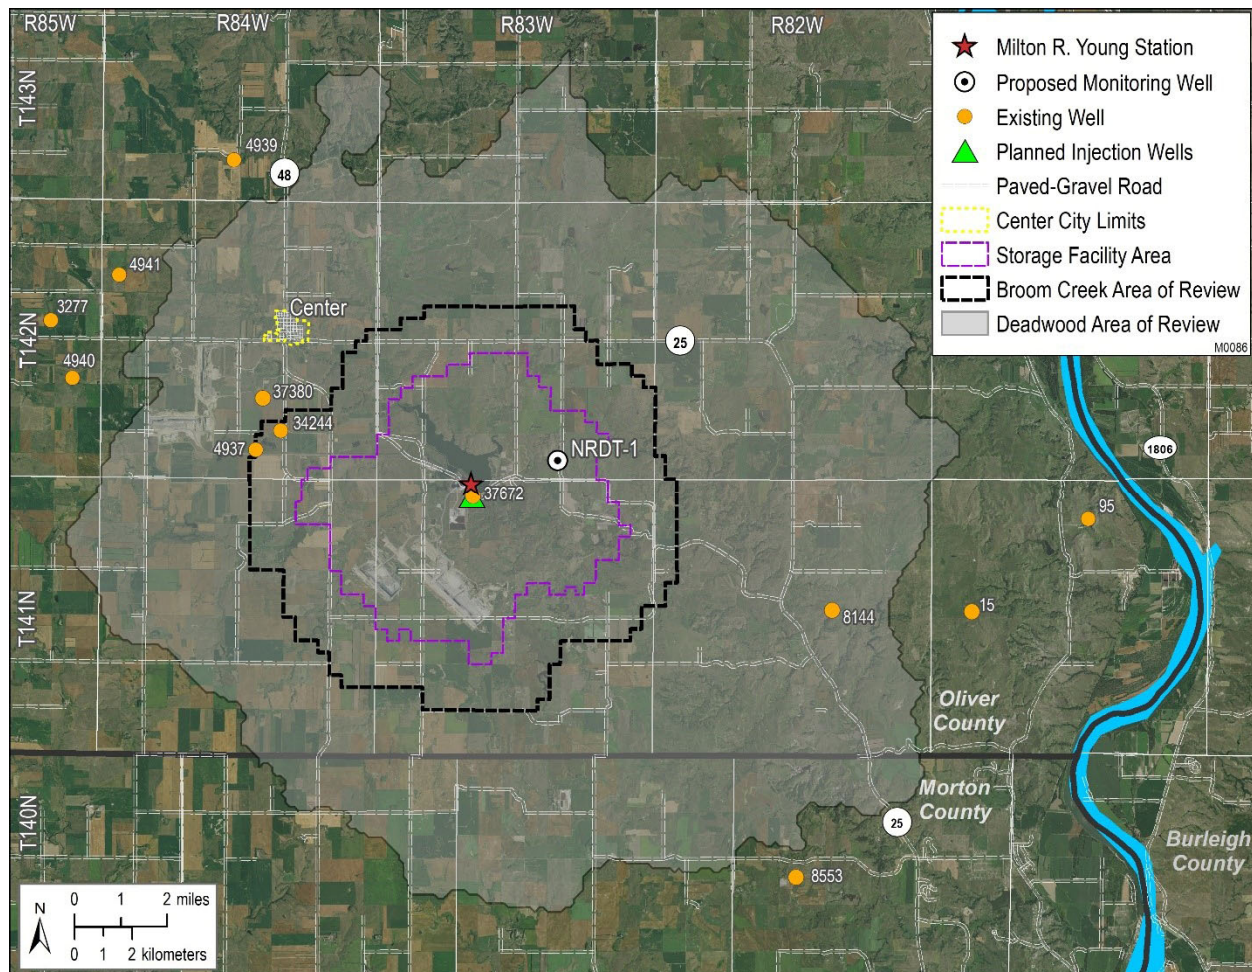 R85W
R84W
R83W
R82W
T143N
T142N
T141N
T140N
Milton R. Young Station
Proposed Monitoring Well
Existing Well
Planned Injection Wells
Paved-Gravel Road
Center City Limits
Storage Facility Area
Broom Creek Area of Review
Deadwood Area of Review
M0086
4939
48
4941
3277
Center
4940
25
37380
34244
4937
NRDT-1
1806
37672
95
15
8144
Oliver
County
Morton
County
25
Burleigh
County
8553
N
0 1 2 miles
0 1 2 kilometers